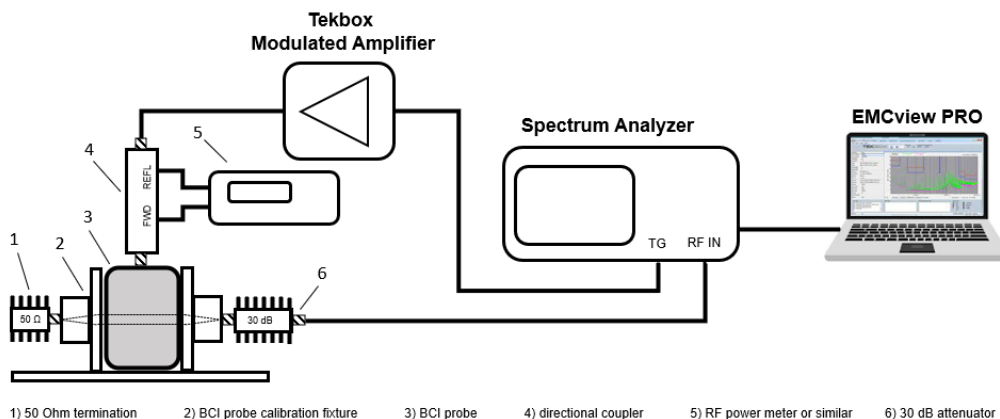 Tekbox
Modulated Amplifier
Spectrum Analyzer
EMCview PRO
4
5
REFL
FWD
3
1
2
6
TG
RF IN
50 Ω
30 dB
1) 50 Ohm termination
2) BCI probe calibration fixture
3) BCI probe
4) directional coupler
5) RF power meter or similar
6) 30 dB attenuator